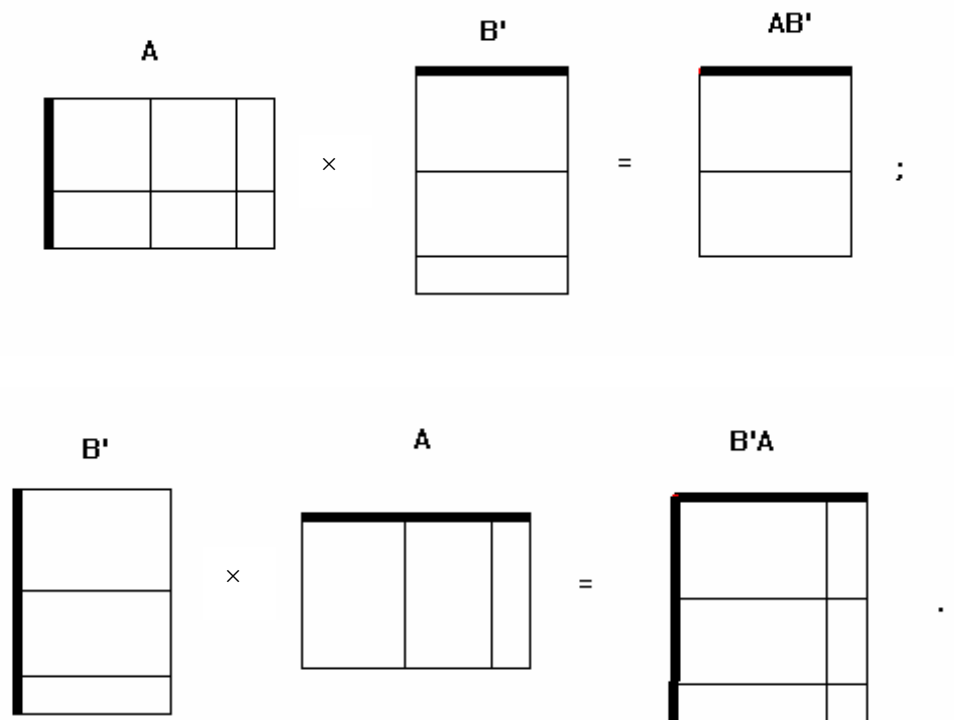 A B' AB'
× = ;
B' A B'A
× = .